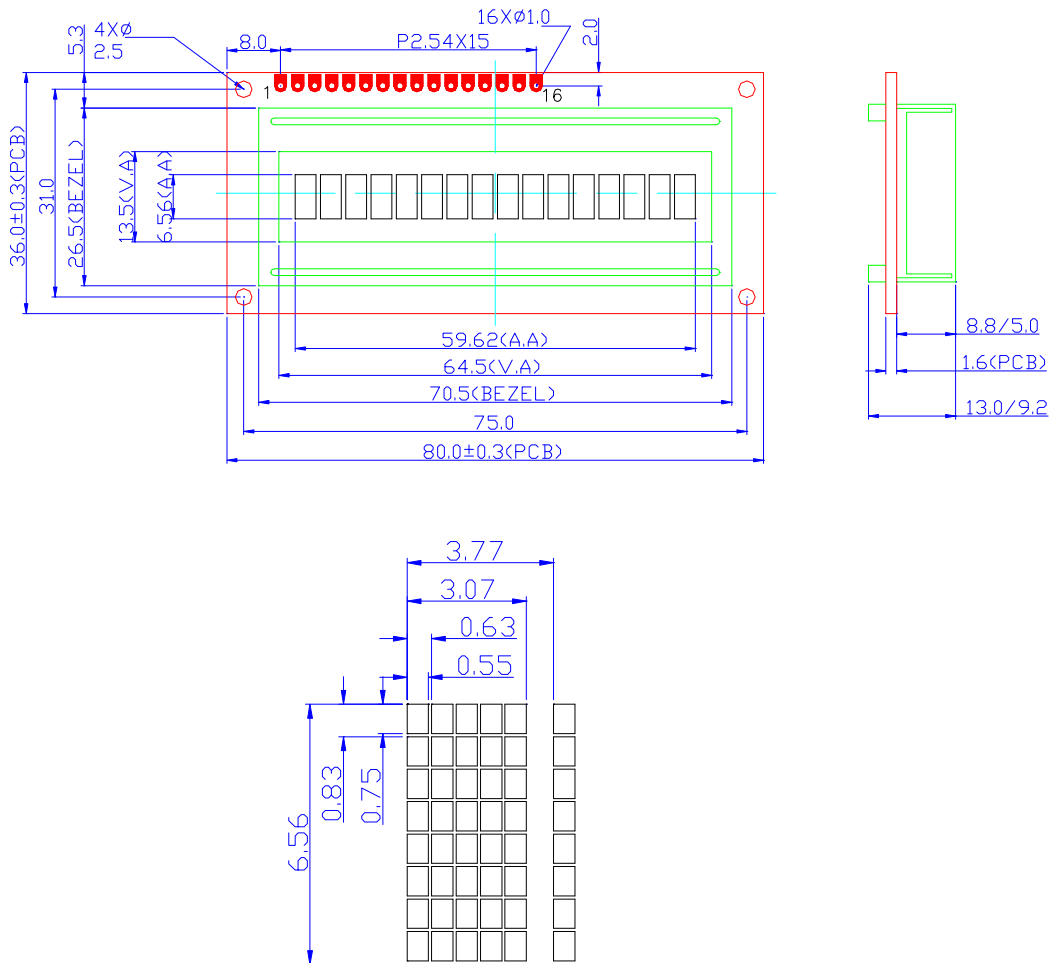 16XØ1.0
4XØ
2.5
5.3
8.0
P2.54X15
2.0
1
16
36.0±0.3(PCB)
31.0
26.5(BEZEL)
13.5(V.A)
6.56(A.A)
59.62(A.A)
64.5(V.A)
70.5(BEZEL)
75.0
80.0±0.3(PCB)
8.8/5.0
1.6(PCB)
13.0/9.2
3.77
3.07
0.63
0.55
0.83
0.75
6.56